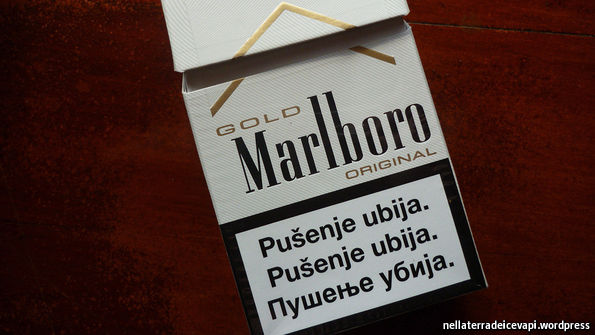 GOLD
Marlboro
ORIGINAL
Pušenje ubija.
Pušenje ubija.
Пушење убија.
nellaterradeicevapi.wordpress